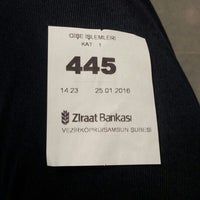 GİŞE İŞLEMLERİ
KAT 1
445
14:23 25.01.2016
Ziraat Bankası
VEZİRKÖPRÜ/SAMSUN ŞUBESİ